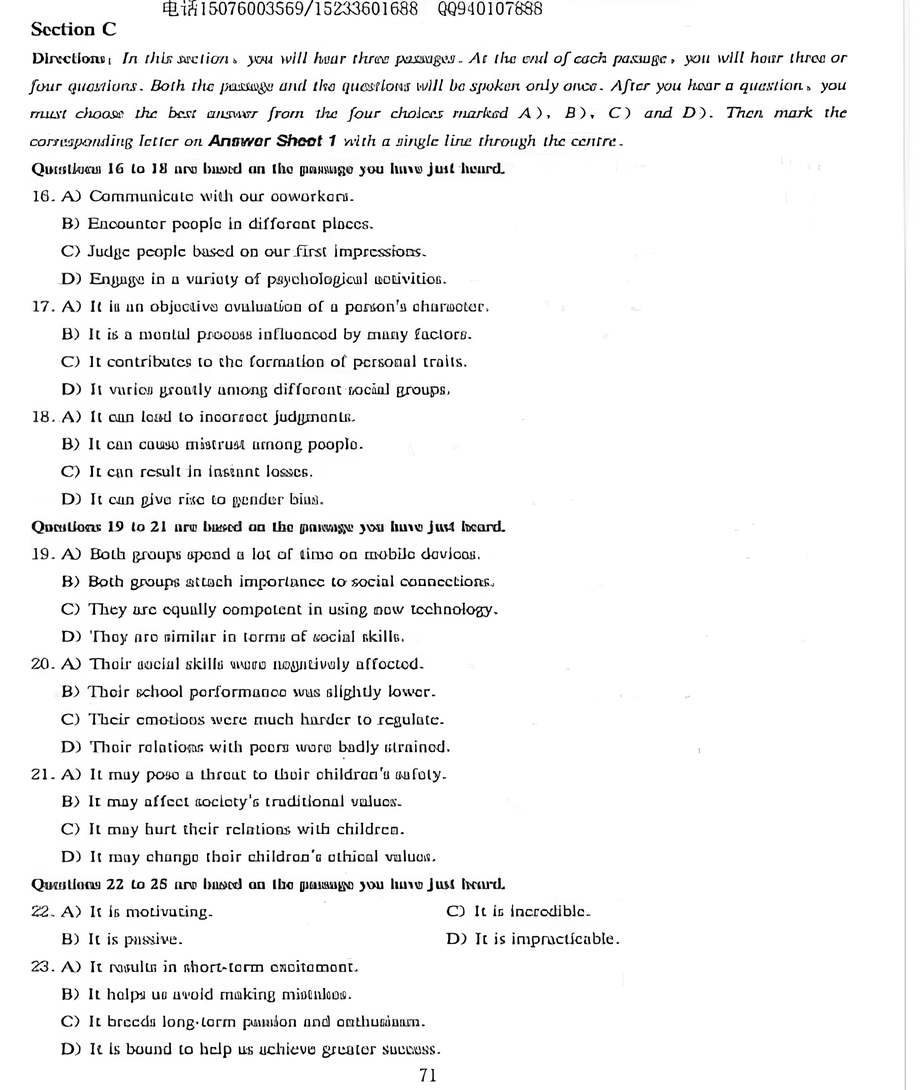 电话15076003569/15233601688 QQ940107888
Section C
Directions: In this section, you will hear three passages. At the end of each passage, you will hear three or
four questions. Both the passage and the questions will be spoken only once. After you hear a question, you
must choose the best answer from the four choices marked A), B), C) and D). Then mark the
corresponding letter on Answer Sheet 1 with a single line through the centre.
Questions 16 to 18 are based on the passage you have just heard.
16. A) Communicate with our coworkers.
B) Encounter people in different places.
C) Judge people based on our first impressions.
D) Engage in a variety of psychological activities.
17. A) It is an objective evaluation of a person's character.
B) It is a mental process influenced by many factors.
C) It contributes to the formation of personal traits.
D) It varies greatly among different social groups.
18. A) It can lead to incorrect judgments.
B) It can cause mistrust among people.
C) It can result in instant losses.
D) It can give rise to gender bias.
Questions 19 to 21 are based on the passage you have just heard.
19. A) Both groups spend a lot of time on mobile devices.
B) Both groups attach importance to social connections.
C) They are equally competent in using new technology.
D) They are similar in terms of social skills.
20. A) Their social skills were negatively affected.
B) Their school performance was slightly lower.
C) Their emotions were much harder to regulate.
D) Their relations with peers were badly strained.
21. A) It may pose a threat to their children's safety.
B) It may affect society's traditional values.
C) It may hurt their relations with children.
D) It may change their children's ethical values.
Questions 22 to 25 are based on the passage you have just heard.
22. A) It is motivating. C) It is incredible.
B) It is passive. D) It is impracticable.
23. A) It results in short-term excitement.
B) It helps us avoid making mistakes.
C) It breeds long-term passion and enthusiasm.
D) It is bound to help us achieve greater success.
71